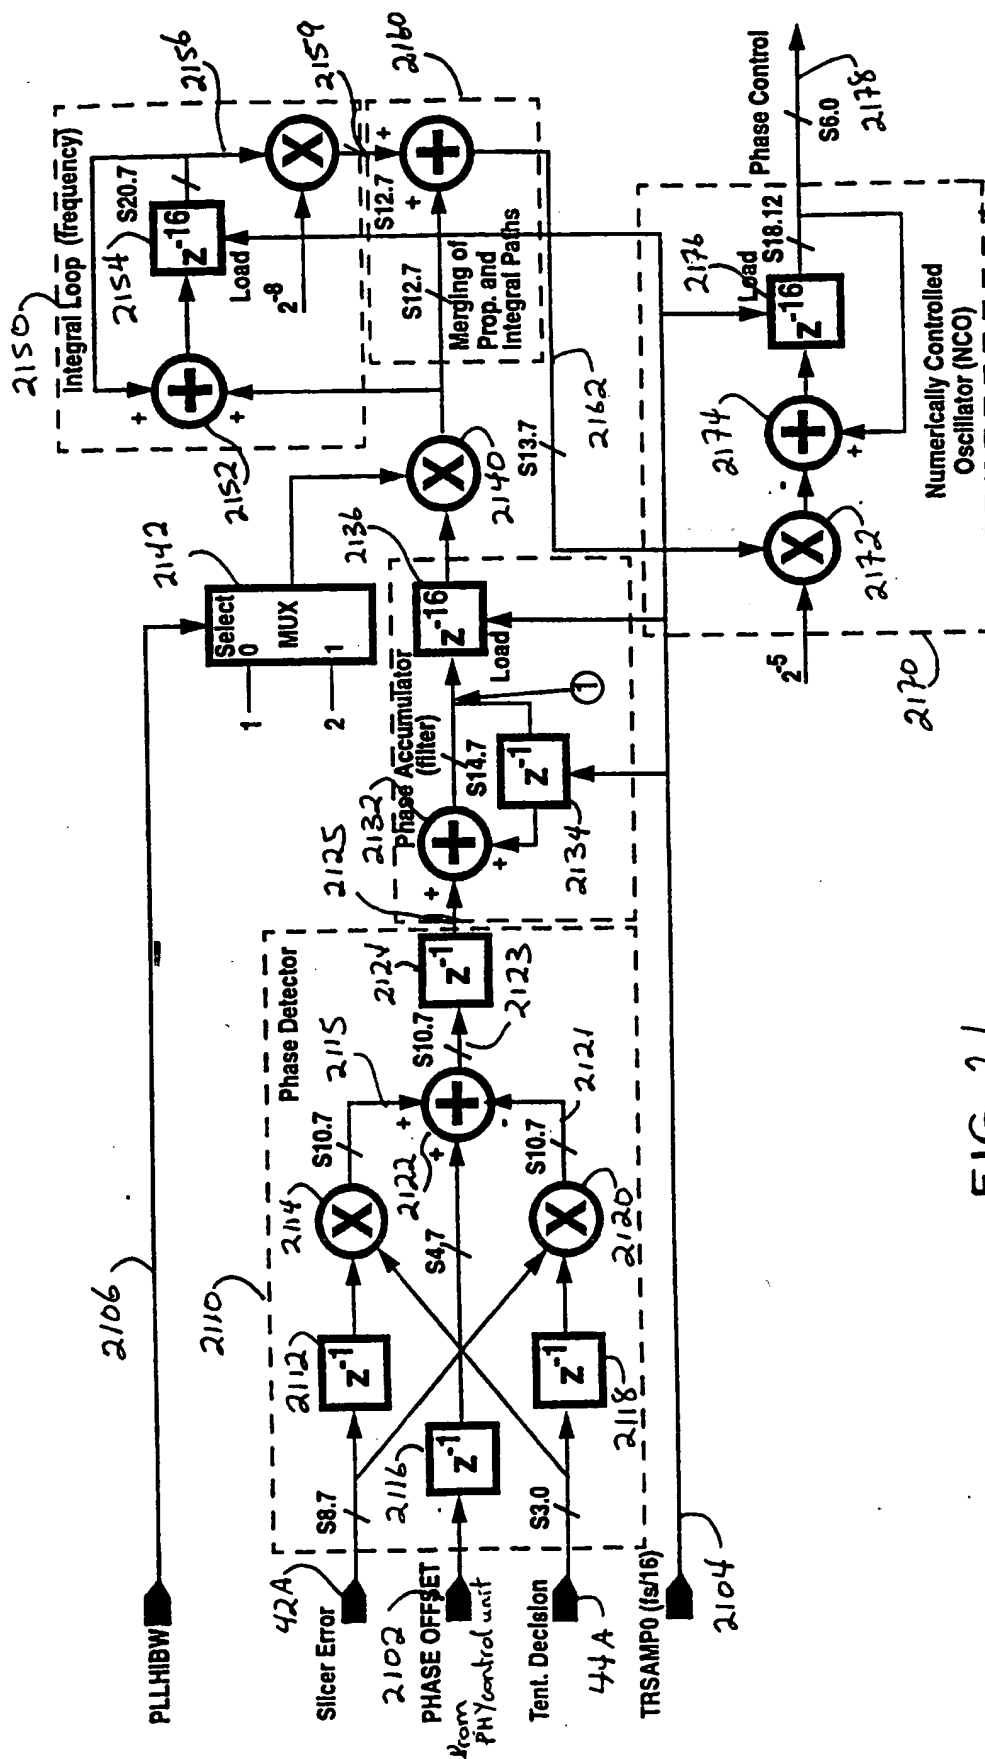 PLLHIBW
2106
Slicer Error
42A
S8.7
PHASE OFFSET
2102
from
PHY control unit
Tent. Decision
44A
S3.0
TRSAMP0 (fs/16)
2104
2110
Phase Detector
2112
z-1
2114
X
S10.7
2115
2116
z-1
S4,7
2118
z-1
2120
X
S10.7
2121
2122
+
+
+
-
S10.7
2123
2124
z-1
2125
Phase Accumulator
(filter)
2132
+
+
+
S14.7
z-1
2134
1
2136
z-16
Load
2142
Select
0
MUX
1
1
2
2140
X
2150
Integral Loop (frequency)
2152
+
+
+
2154
z-16
Load
S20.7
2156
X
2-8
2159
2160
S12.7
+
+
+
S12.7
Merging of
Prop. and
Integral Paths
S13.7
2162
2170
2-5
2172
X
2174
-
+
+
2176
Load
z-16
S18.12
Numerically Controlled
Oscillator (NCO)
Phase Control
S6.0
2178
FIG. 21